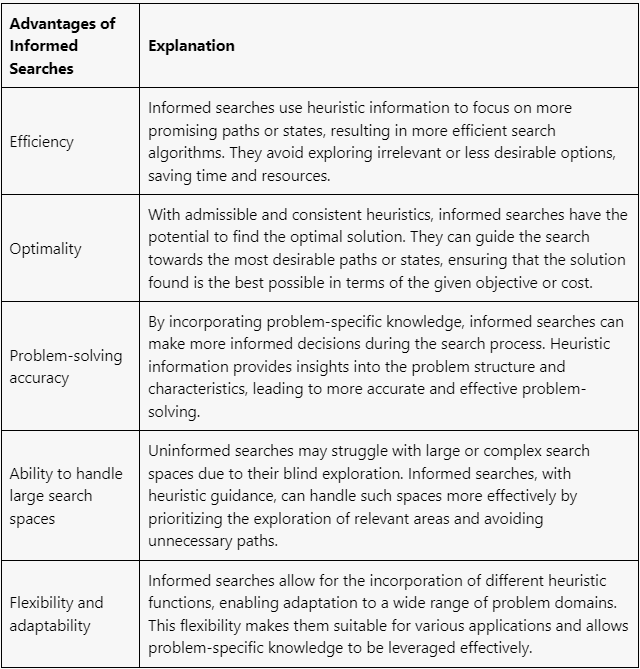 Advantages of
Informed
Searches
Explanation
Efficiency
Informed searches use heuristic information to focus on more
promising paths or states, resulting in more efficient search
algorithms. They avoid exploring irrelevant or less desirable options,
saving time and resources.
Optimality
With admissible and consistent heuristics, informed searches have the
potential to find the optimal solution. They can guide the search
towards the most desirable paths or states, ensuring that the solution
found is the best possible in terms of the given objective or cost.
Problem-solving
accuracy
By incorporating problem-specific knowledge, informed searches can
make more informed decisions during the search process. Heuristic
information provides insights into the problem structure and
characteristics, leading to more accurate and effective problem-
solving.
Ability to handle
large search
spaces
Uninformed searches may struggle with large or complex search
spaces due to their blind exploration. Informed searches, with
heuristic guidance, can handle such spaces more effectively by
prioritizing the exploration of relevant areas and avoiding
unnecessary paths.
Flexibility and
adaptability
Informed searches allow for the incorporation of different heuristic
functions, enabling adaptation to a wide range of problem domains.
This flexibility makes them suitable for various applications and allows
problem-specific knowledge to be leveraged effectively.